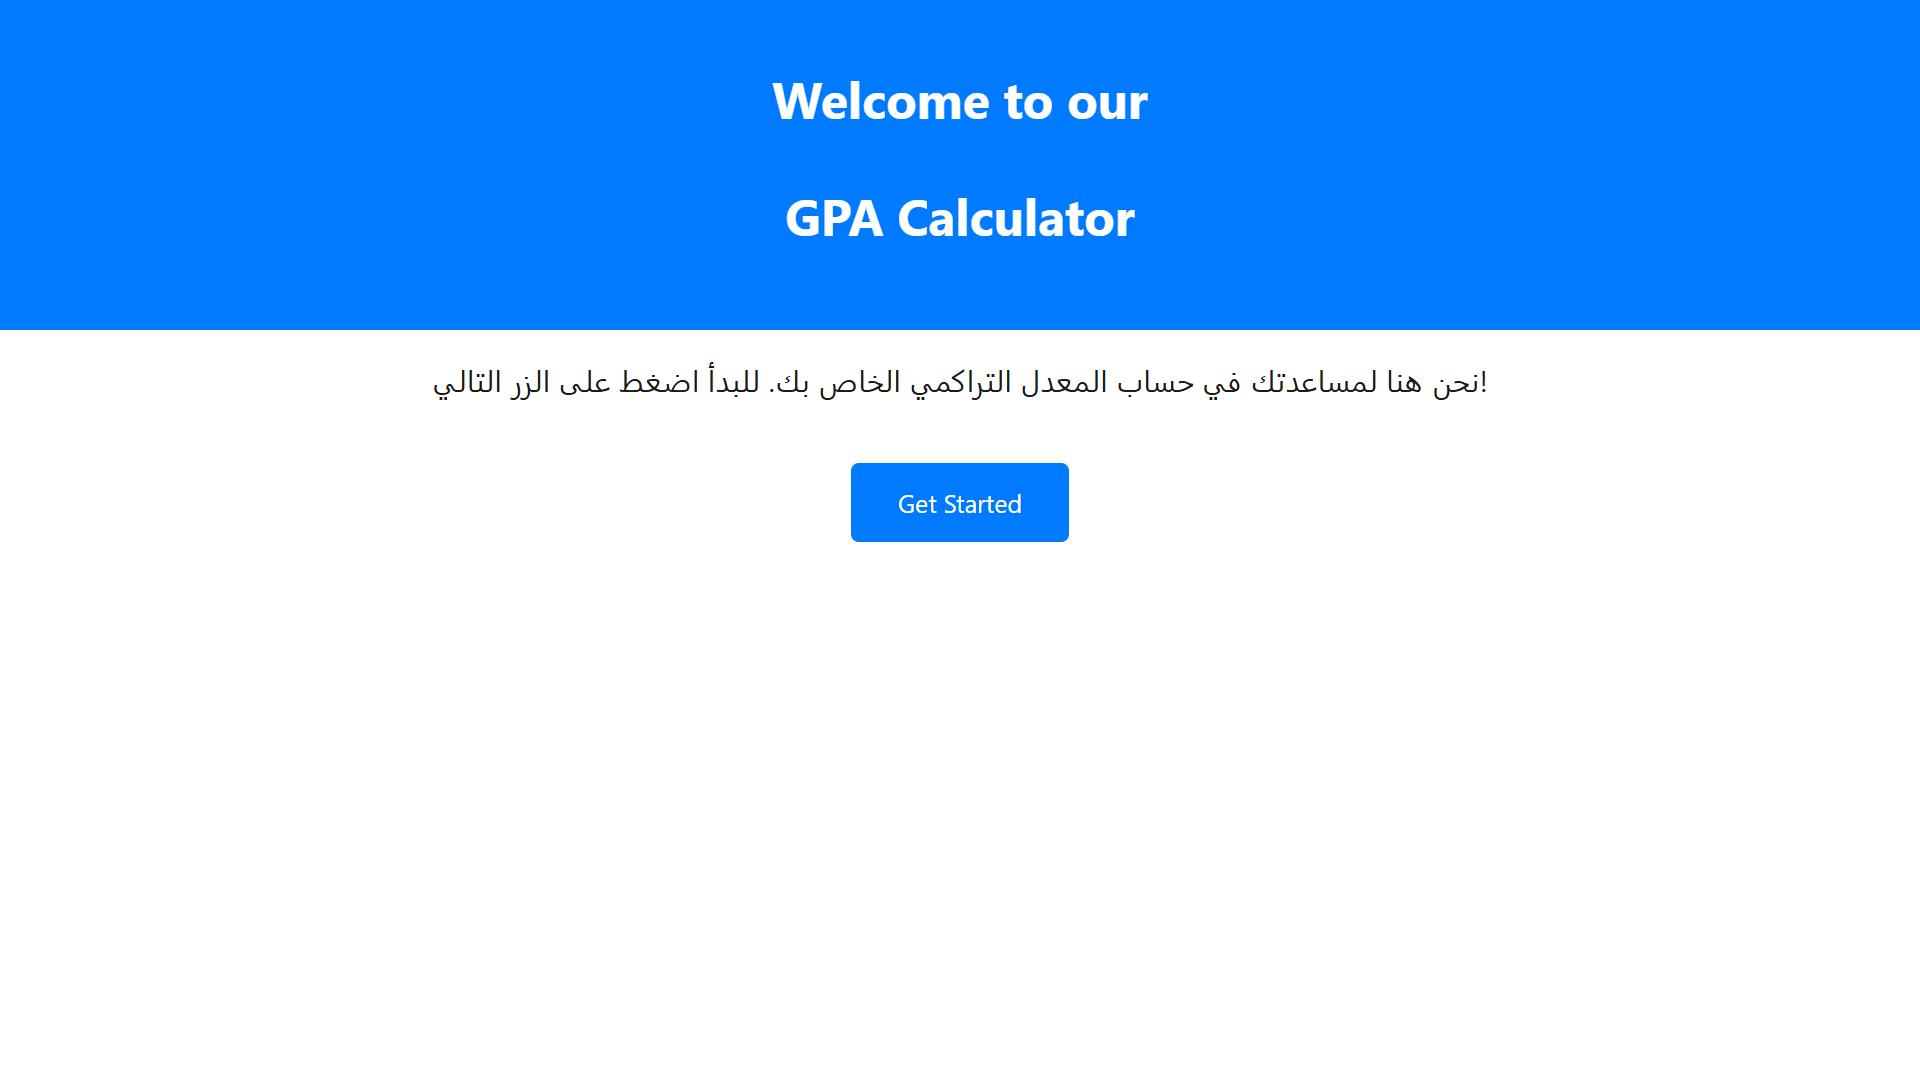 Welcome to our
GPA Calculator
نحن هنا لمساعدتك في حساب المعدل التراكمي الخاص بك. للبدأ اضغط على الزر التالي!
Get Started